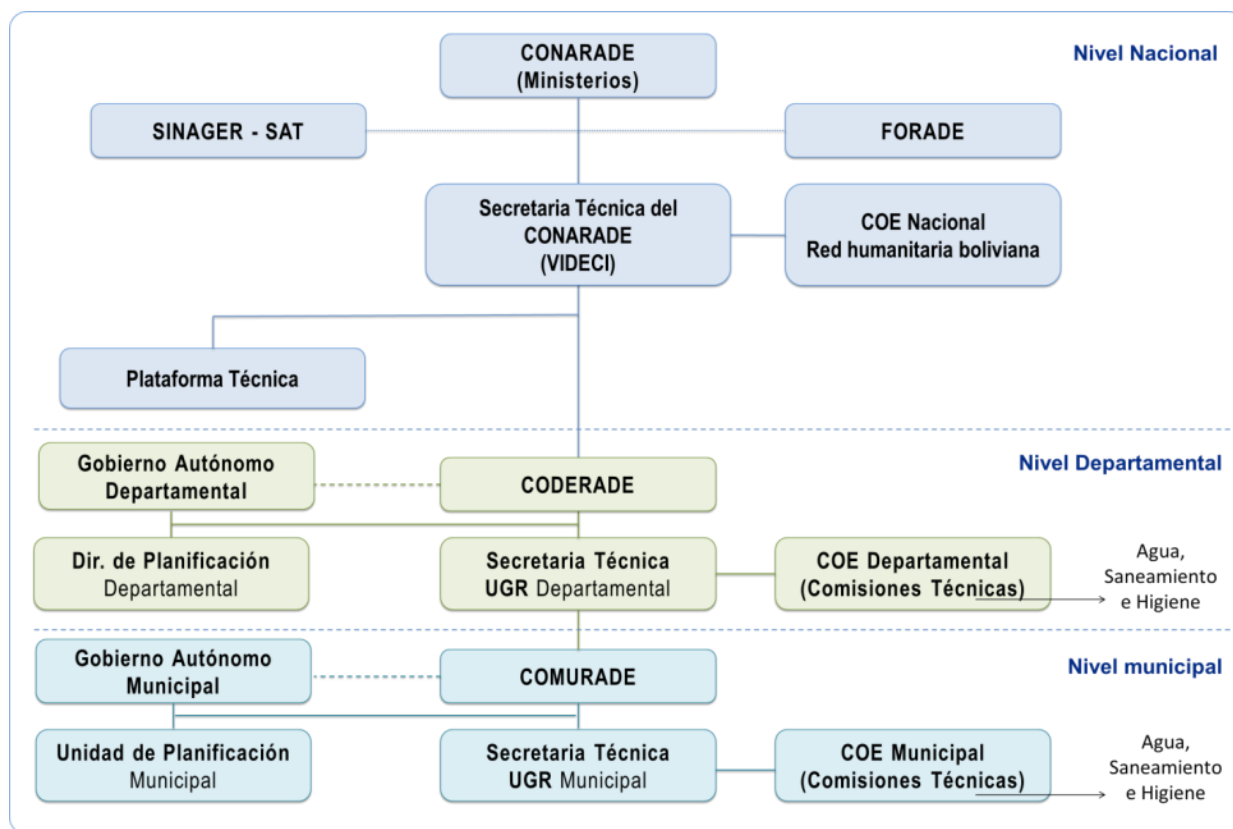 CONARADE
(Ministerios)
Nivel Nacional
SINAGER - SAT
FORADE
Secretaria Técnica del
CONARADE
(VIDECI)
COE Nacional
Red humanitaria boliviana
Plataforma Técnica
Gobierno Autónomo
Departamental
CODERADE
Nivel Departamental
Dir. de Planificación
Departamental
Secretaria Técnica
UGR Departamental
COE Departamental
(Comisiones Técnicas)
Agua,
Saneamiento
e Higiene
Gobierno Autónomo
Municipal
COMURADE
Nivel municipal
Unidad de Planificación
Municipal
Secretaria Técnica
UGR Municipal
COE Municipal
(Comisiones Técnicas)
Agua,
Saneamiento
e Higiene